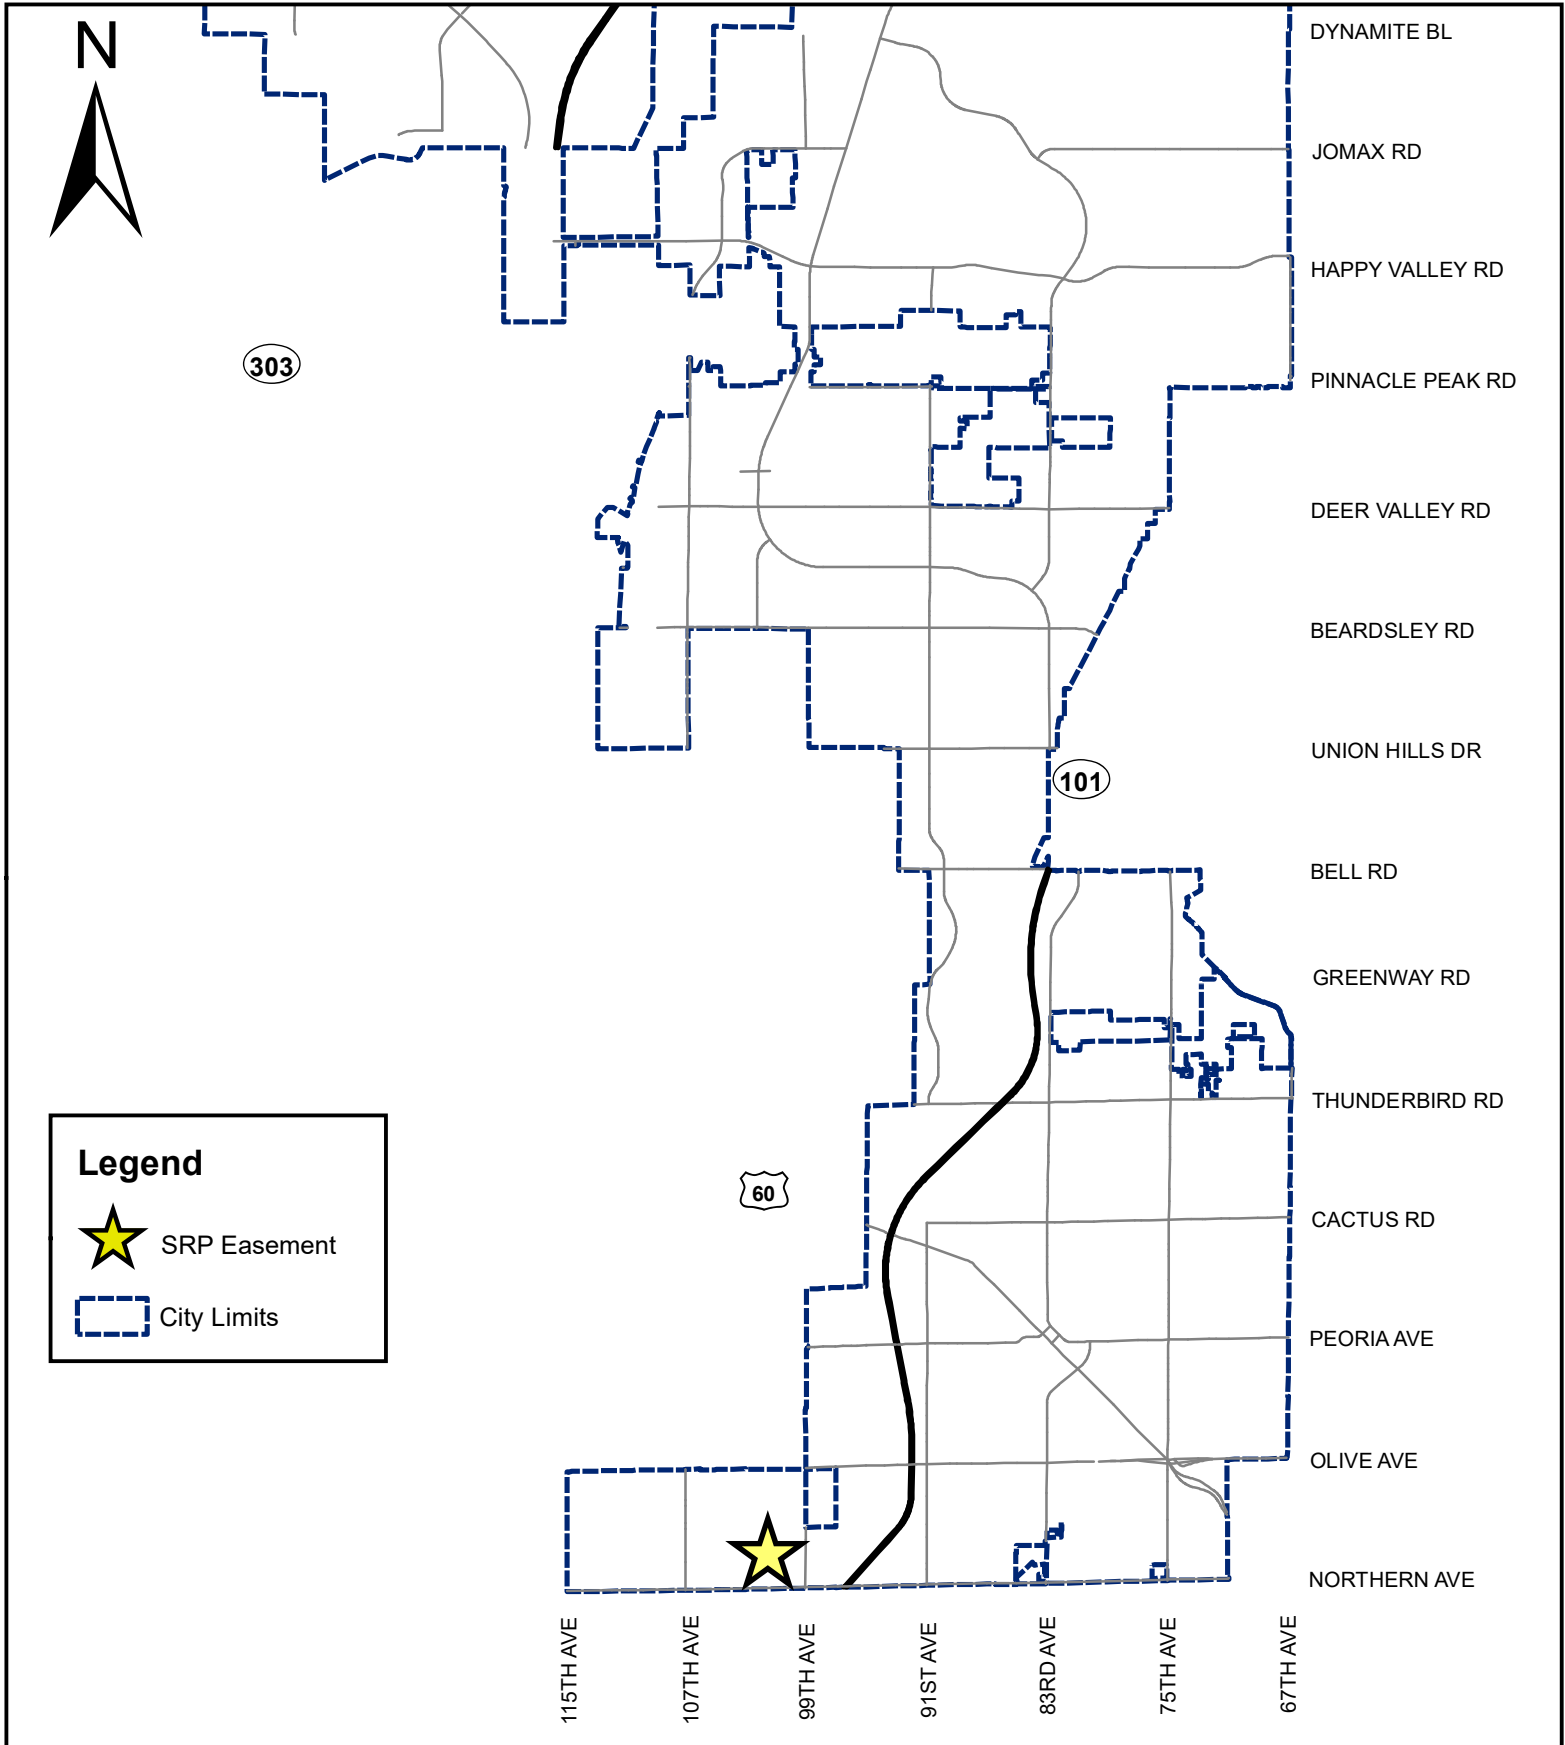 N
DYNAMITE BL
JOMAX RD
HAPPY VALLEY RD
303
PINNACLE PEAK RD
DEER VALLEY RD
BEARDSLEY RD
UNION HILLS DR
101
BELL RD
GREENWAY RD
THUNDERBIRD RD
Legend
60
SRP Easement
CACTUS RD
City Limits
PEORIA AVE
OLIVE AVE
NORTHERN AVE
115TH AVE
107TH AVE
99TH AVE
91ST AVE
83RD AVE
75TH AVE
67TH AVE